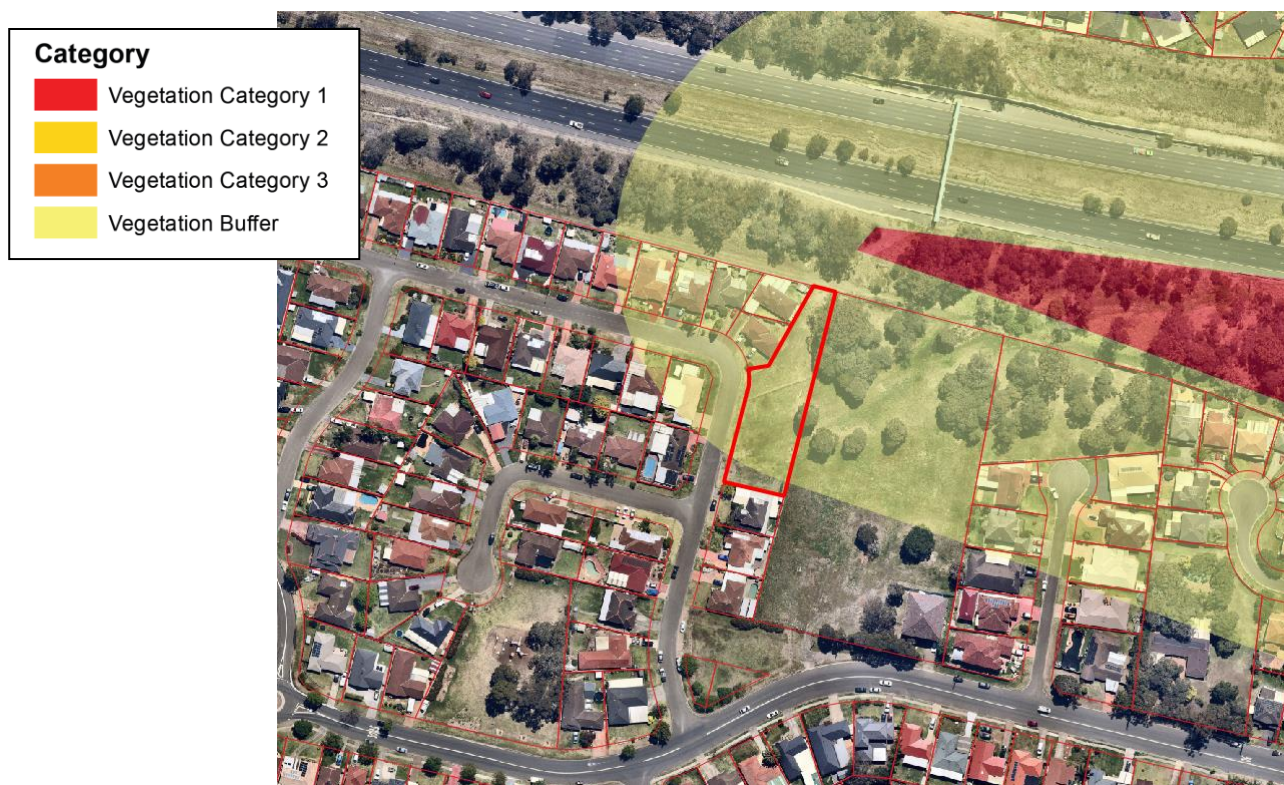 Category
Vegetation Category 1
Vegetation Category 2
Vegetation Category 3
Vegetation Buffer